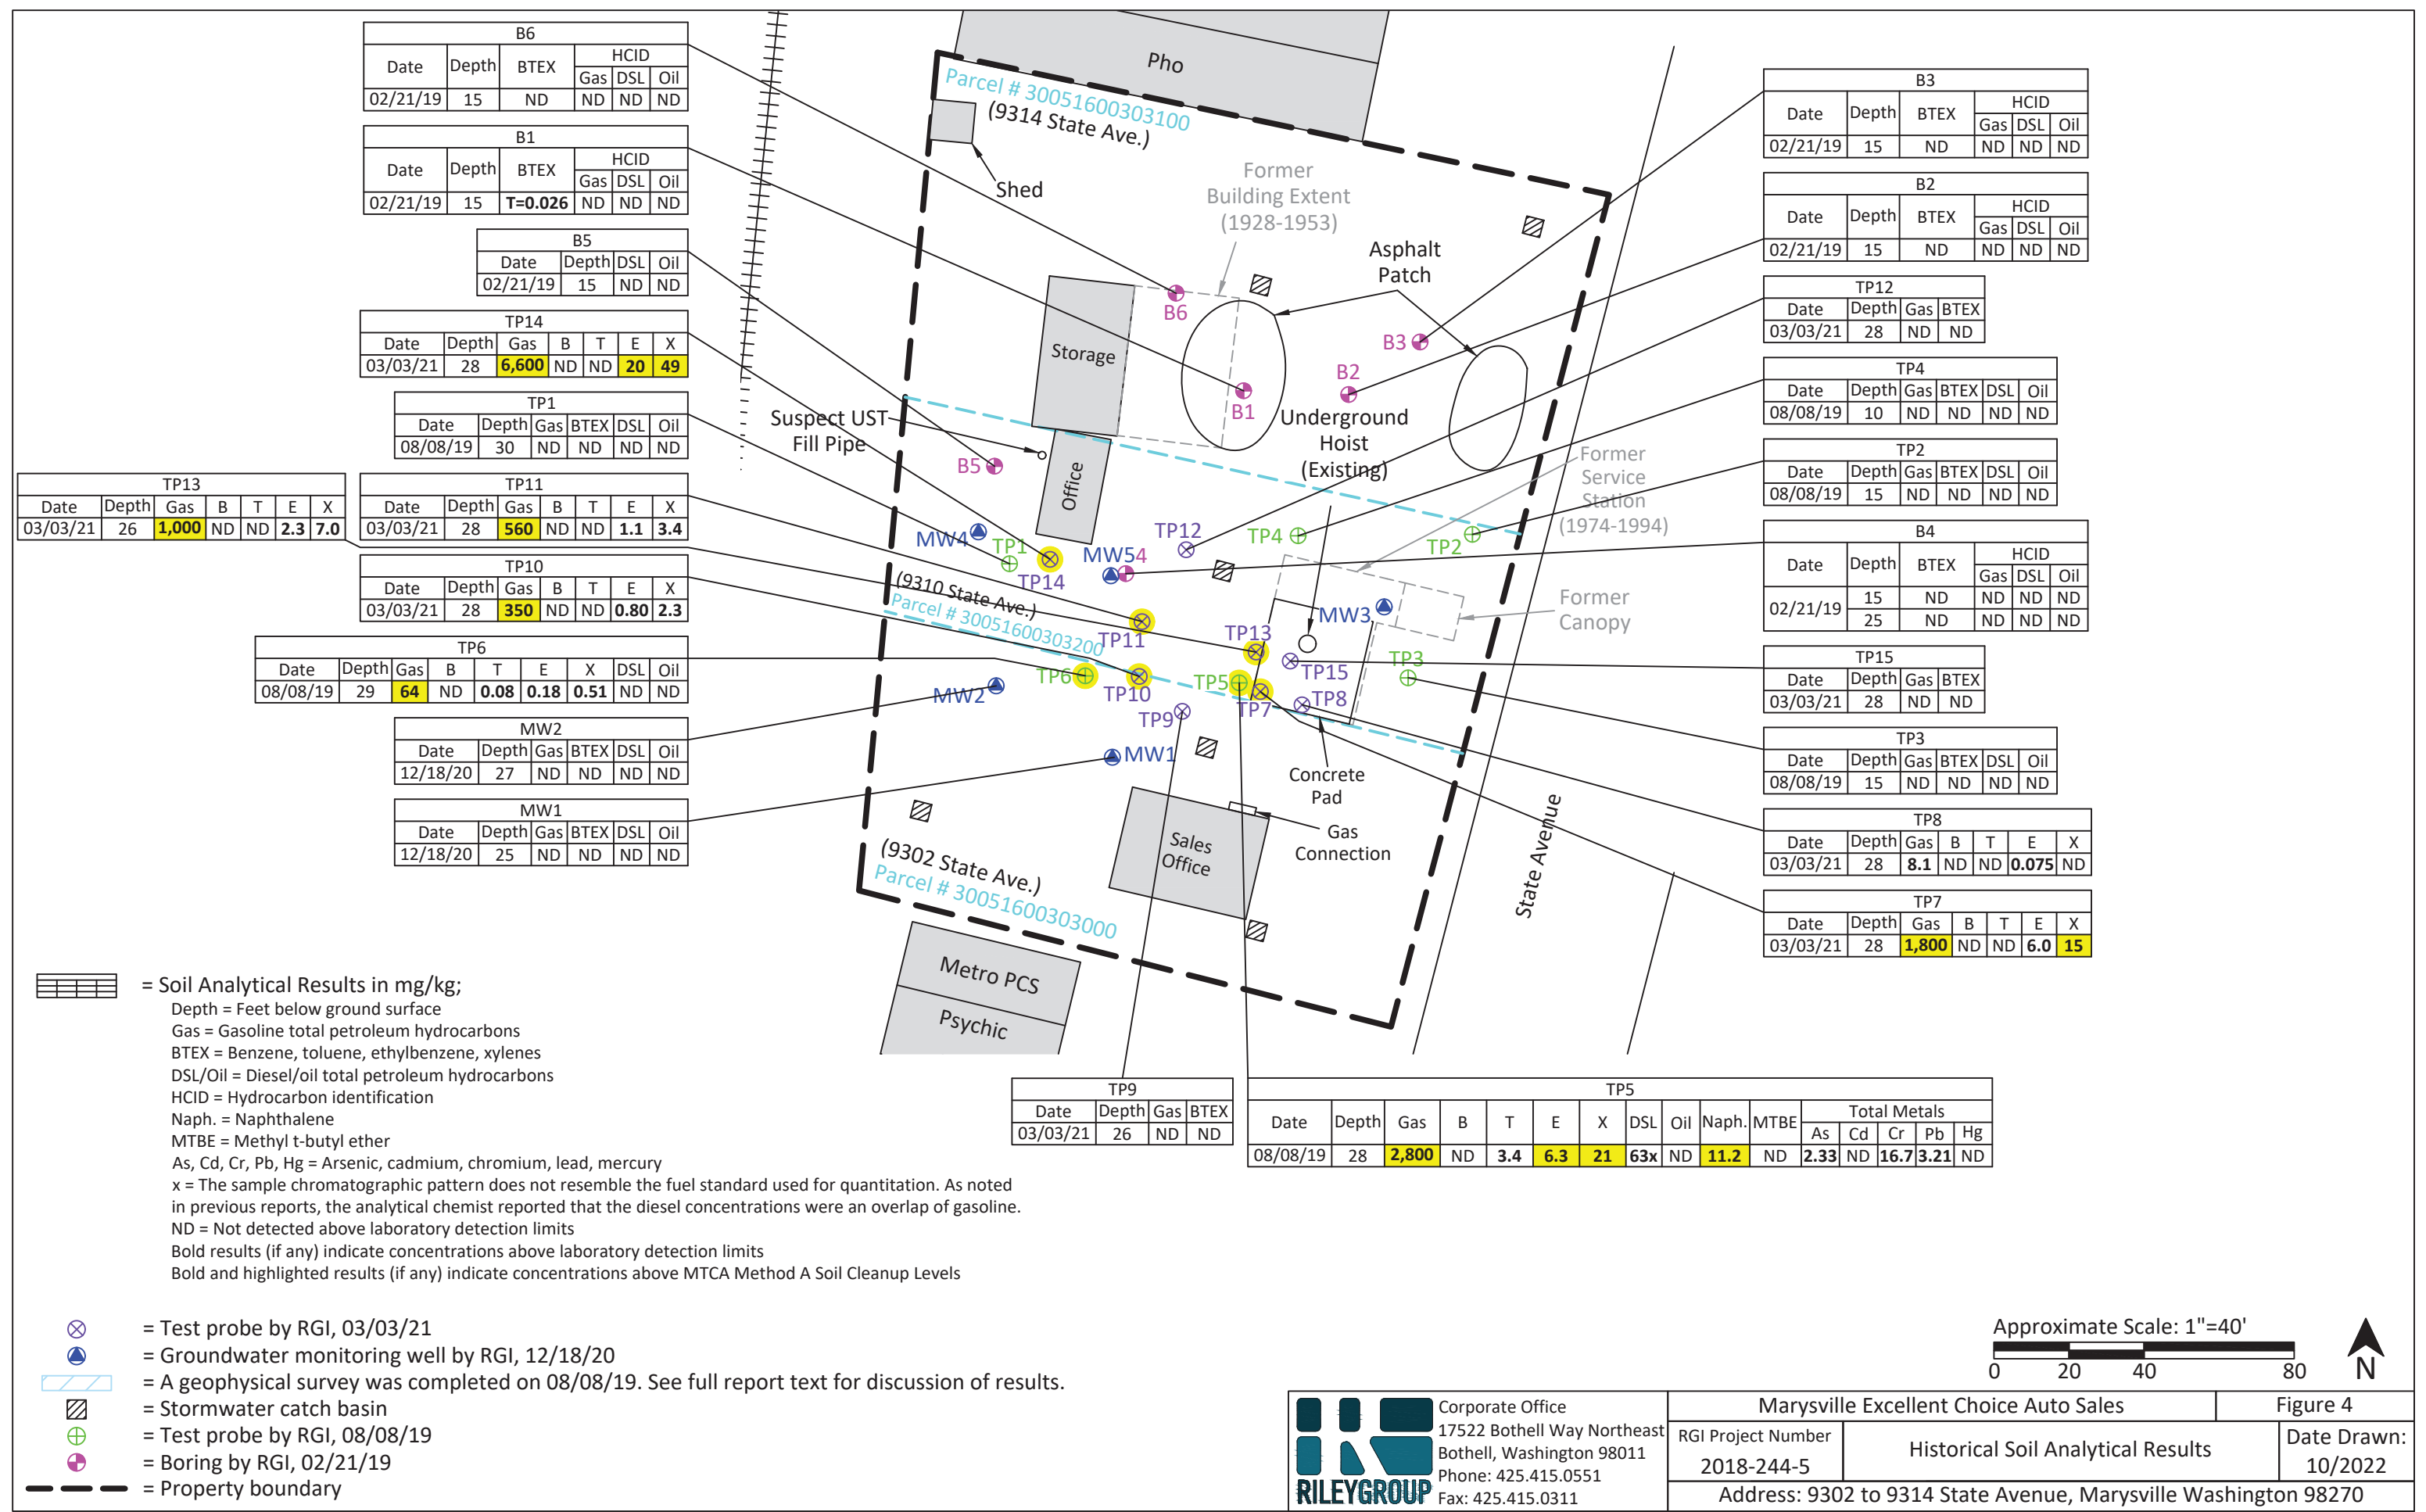 B6
Date Depth BTEX HCID
Gas DSL Oil
02/21/19 15 ND ND ND ND
B1
Date Depth BTEX HCID
Gas DSL Oil
02/21/19 15 T=0.026 ND ND ND
B5
Date Depth DSL Oil
02/21/19 15 ND ND
TP14
Date Depth Gas B T E X
03/03/21 28 6,600 ND ND 20 49
TP1
Date Depth Gas BTEX DSL Oil
08/08/19 30 ND ND ND ND
TP13
Date Depth Gas B T E X
03/03/21 26 1,000 ND ND 2.3 7.0
TP11
Date Depth Gas B T E X
03/03/21 28 560 ND ND 1.1 3.4
TP10
Date Depth Gas B T E X
03/03/21 28 350 ND ND 0.80 2.3
TP6
Date Depth Gas B T E X DSL Oil
08/08/19 29 64 ND 0.08 0.18 0.51 ND ND
MW2
Date Depth Gas BTEX DSL Oil
12/18/20 27 ND ND ND ND
MW1
Date Depth Gas BTEX DSL Oil
12/18/20 25 ND ND ND ND
Pho
Parcel # 30051600303100
(9314 State Ave.)
Shed
Former
Building Extent
(1928-1953)
Asphalt
Patch
B6
B3
B2
B1
Storage
Suspect UST
Fill Pipe
Underground
Hoist
(Existing)
B5
Office
Former
Service
Station
(1974-1994)
MW4
TP1
TP14
MW54
TP12
TP4
TP2
(9310 State Ave.)
Parcel # 30051600303200
TP11
TP13
MW3
Former
Canopy
TP6
TP10
TP5
TP7
TP15
TP8
TP3
MW2
TP9
MW1
Concrete
Pad
Gas
Connection
Sales
Office
State Avenue
(9302 State Ave.)
Parcel # 30051600303000
Metro PCS
Psychic
B3
Date Depth BTEX HCID
Gas DSL Oil
02/21/19 15 ND ND ND ND
B2
Date Depth BTEX HCID
Gas DSL Oil
02/21/19 15 ND ND ND ND
TP12
Date Depth Gas BTEX
03/03/21 28 ND ND
TP4
Date Depth Gas BTEX DSL Oil
08/08/19 10 ND ND ND ND
TP2
Date Depth Gas BTEX DSL Oil
08/08/19 15 ND ND ND ND
B4
Date Depth BTEX HCID
Gas DSL Oil
02/21/19 15 ND ND ND ND
25 ND ND ND ND
TP15
Date Depth Gas BTEX
03/03/21 28 ND ND
TP3
Date Depth Gas BTEX DSL Oil
08/08/19 15 ND ND ND ND
TP8
Date Depth Gas B T E X
03/03/21 28 8.1 ND ND 0.075 ND
TP7
Date Depth Gas B T E X
03/03/21 28 1,800 ND ND 6.0 15
TP9
Date Depth Gas BTEX
03/03/21 26 ND ND
TP5
Date Depth Gas B T E X DSL Oil Naph. MTBE Total Metals
As Cd Cr Pb Hg
08/08/19 28 2,800 ND 3.4 6.3 21 63x ND 11.2 ND 2.33 ND 16.7 3.21 ND
= Soil Analytical Results in mg/kg;
Depth = Feet below ground surface
Gas = Gasoline total petroleum hydrocarbons
BTEX = Benzene, toluene, ethylbenzene, xylenes
DSL/Oil = Diesel/oil total petroleum hydrocarbons
HCID = Hydrocarbon identification
Naph. = Naphthalene
MTBE = Methyl t-butyl ether
As, Cd, Cr, Pb, Hg = Arsenic, cadmium, chromium, lead, mercury
x = The sample chromatographic pattern does not resemble the fuel standard used for quantitation. As noted
in previous reports, the analytical chemist reported that the diesel concentrations were an overlap of gasoline.
ND = Not detected above laboratory detection limits
Bold results (if any) indicate concentrations above laboratory detection limits
Bold and highlighted results (if any) indicate concentrations above MTCA Method A Soil Cleanup Levels
= Test probe by RGI, 03/03/21
= Groundwater monitoring well by RGI, 12/18/20
= A geophysical survey was completed on 08/08/19. See full report text for discussion of results.
= Stormwater catch basin
= Test probe by RGI, 08/08/19
= Boring by RGI, 02/21/19
= Property boundary
Approximate Scale: 1"=40'
0 20 40 80
N
RILEYGROUP
Corporate Office
17522 Bothell Way Northeast
Bothell, Washington 98011
Phone: 425.415.0551
Fax: 425.415.0311
Marysville Excellent Choice Auto Sales
Figure 4
RGI Project Number
2018-244-5
Historical Soil Analytical Results
Date Drawn:
10/2022
Address: 9302 to 9314 State Avenue, Marysville Washington 98270